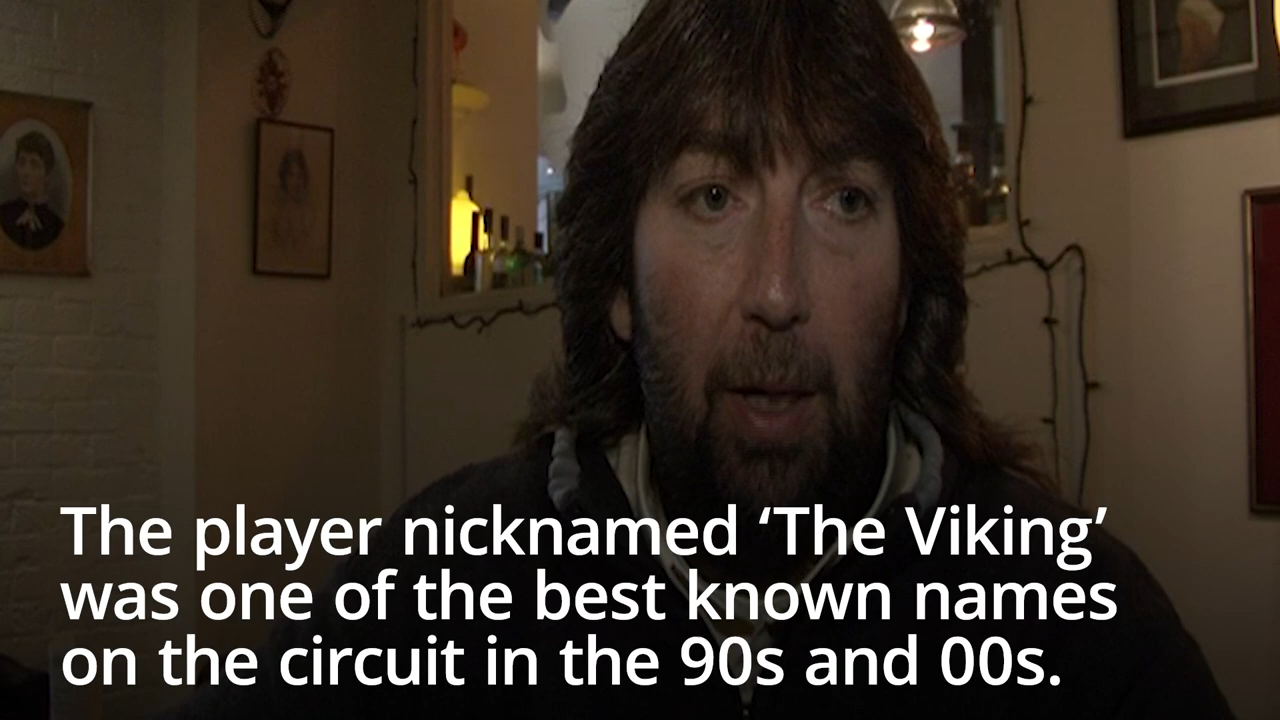 The player nicknamed ‘The Viking’
was one of the best known names
on the circuit in the 90s and 00s.